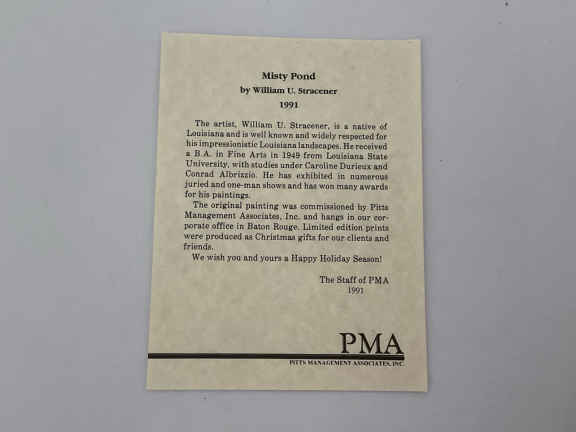 Misty Pond
by William U. Stracener
1991
The artist, William U. Stracener, is a native of
Louisiana and is well known and widely respected for
his impressionistic Louisiana landscapes. He received
a B.A. in Fine Arts in 1949 from Louisiana State
University, with studies under Caroline Durieux and
Conrad Albrizzio. He has exhibited in numerous
juried and one-man shows and has won many awards
for his paintings.
The original painting was commissioned by Pitts
Management Associates, Inc. and hangs in our cor-
porate office in Baton Rouge. Limited edition prints
were produced as Christmas gifts for our clients and
friends.
We wish you and yours a Happy Holiday Season!
The Staff of PMA
1991
PMA
PITTS MANAGEMENT ASSOCIATES, INC.